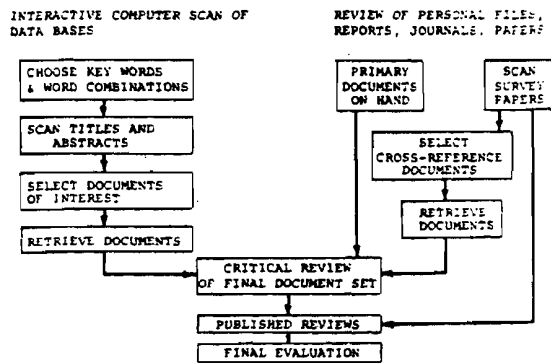 INTERACTIVE COMPUTER SCAN OF
DATA BASES
REVIEW OF PERSONAL FILES,
REPORTS, JOURNALS, PAPERS
CHOOSE KEY WORDS
& WORD COMBINATIONS
SCAN TITLES AND
ABSTRACTS
SELECT DOCUMENTS
OF INTEREST
RETRIEVE DOCUMENTS
PRIMARY
DOCUMENTS
ON HAND
SCAN
SURVEY
PAPERS
SELECT
CROSS-REFERENCE
DOCUMENTS
RETRIEVE
DOCUMENTS
CRITICAL REVIEW
OF FINAL DOCUMENT SET
PUBLISHED REVIEWS
FINAL EVALUATION